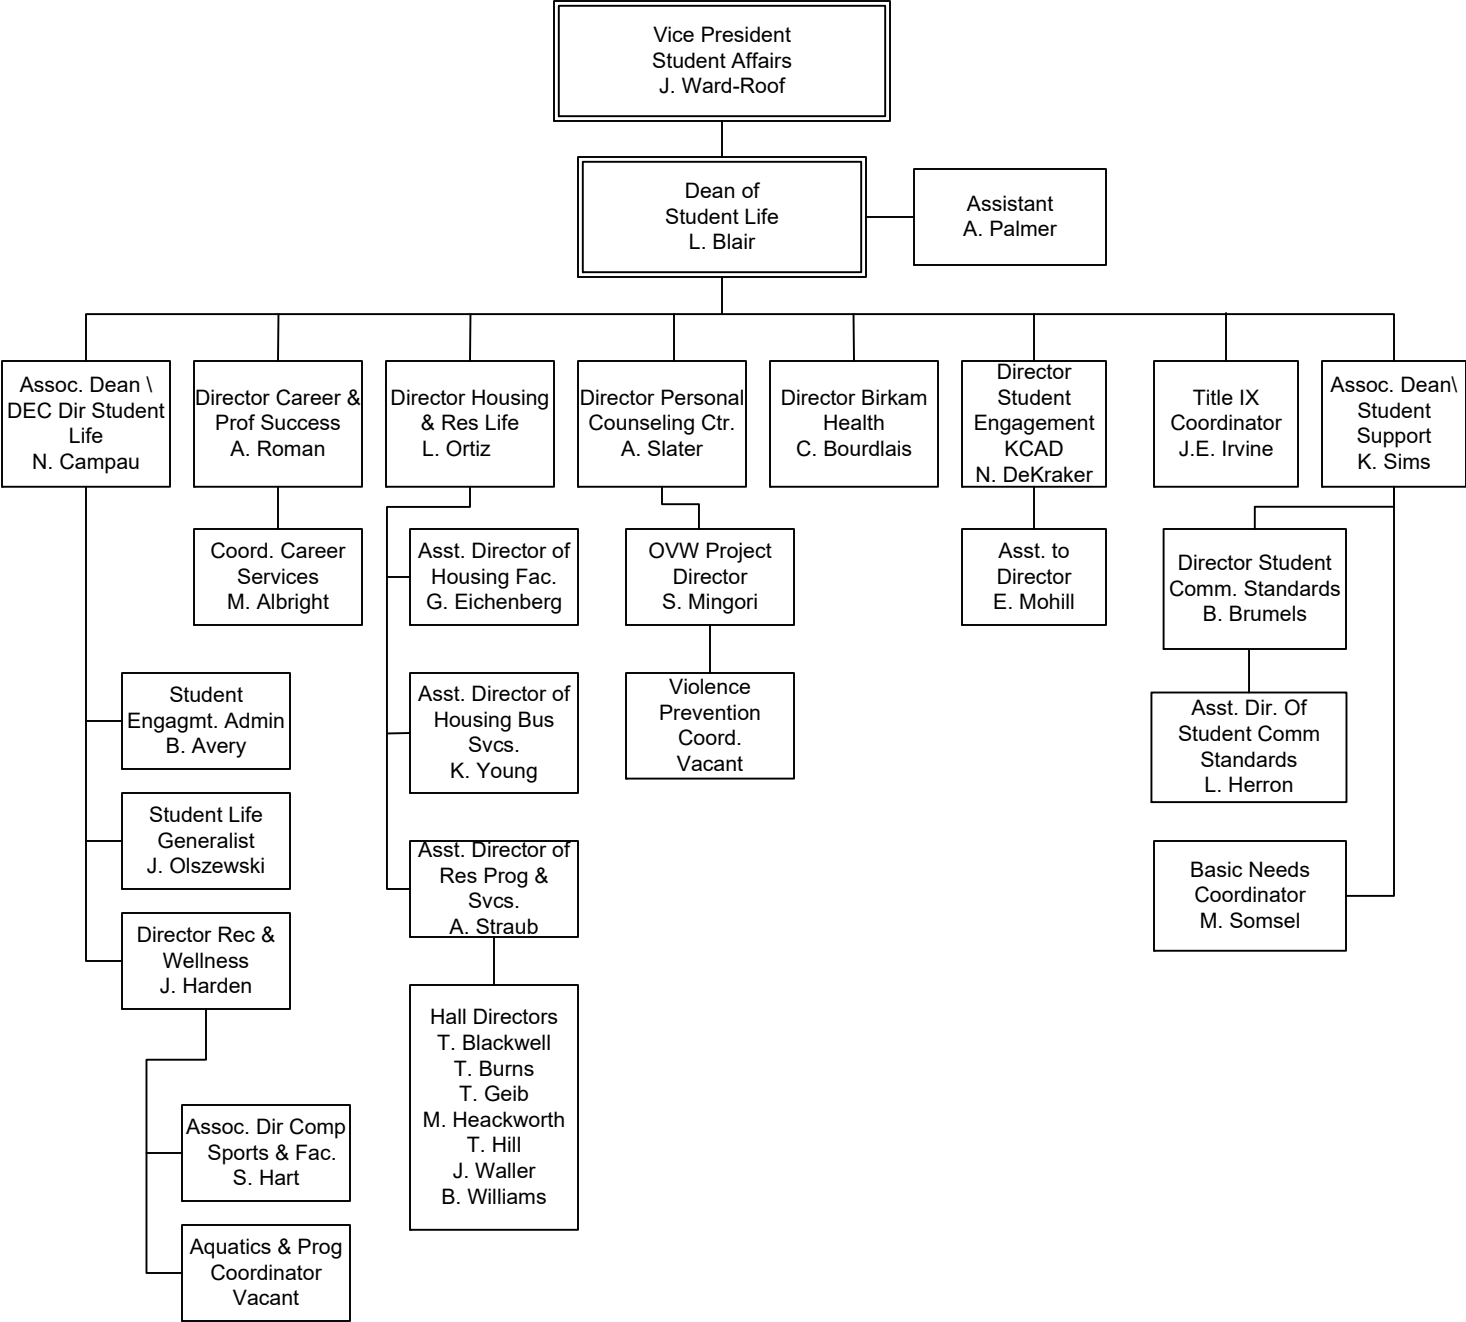 Vice President
Student Affairs
J. Ward-Roof
Dean of
Student Life
L. Blair
Assistant
A. Palmer
Assoc. Dean \
DEC Dir Student
Life
N. Campau
Director Career &
Prof Success
A. Roman
Director Housing
& Res Life
L. Ortiz
Director Personal
Counseling Ctr.
A. Slater
Director Birkam
Health
C. Bourdlais
Director
Student
Engagement
KCAD
N. DeKraker
Title IX
Coordinator
J.E. Irvine
Assoc. Dean\
Student
Support
K. Sims
Coord. Career
Services
M. Albright
Asst. Director of
Housing Fac.
G. Eichenberg
OVW Project
Director
S. Mingori
Asst. to
Director
E. Mohill
Director Student
Comm. Standards
B. Brumels
Student
Engagmt. Admin
B. Avery
Asst. Director of
Housing Bus
Svcs.
K. Young
Violence
Prevention
Coord.
Vacant
Asst. Dir. Of
Student Comm
Standards
L. Herron
Student Life
Generalist
J. Olszewski
Asst. Director of
Res Prog &
Svcs.
A. Straub
Basic Needs
Coordinator
M. Somsel
Director Rec &
Wellness
J. Harden
Hall Directors
T. Blackwell
T. Burns
T. Geib
M. Heackworth
T. Hill
J. Waller
B. Williams
Assoc. Dir Comp
Sports & Fac.
S. Hart
Aquatics & Prog
Coordinator
Vacant